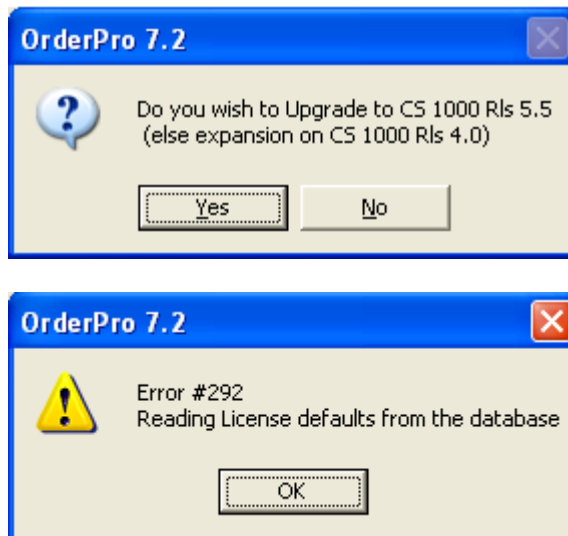 OrderPro 7.2
Do you wish to Upgrade to CS 1000 Rls 5.5
(else expansion on CS 1000 Rls 4.0)
Yes No
OrderPro 7.2
Error #292
Reading License defaults from the database
OK